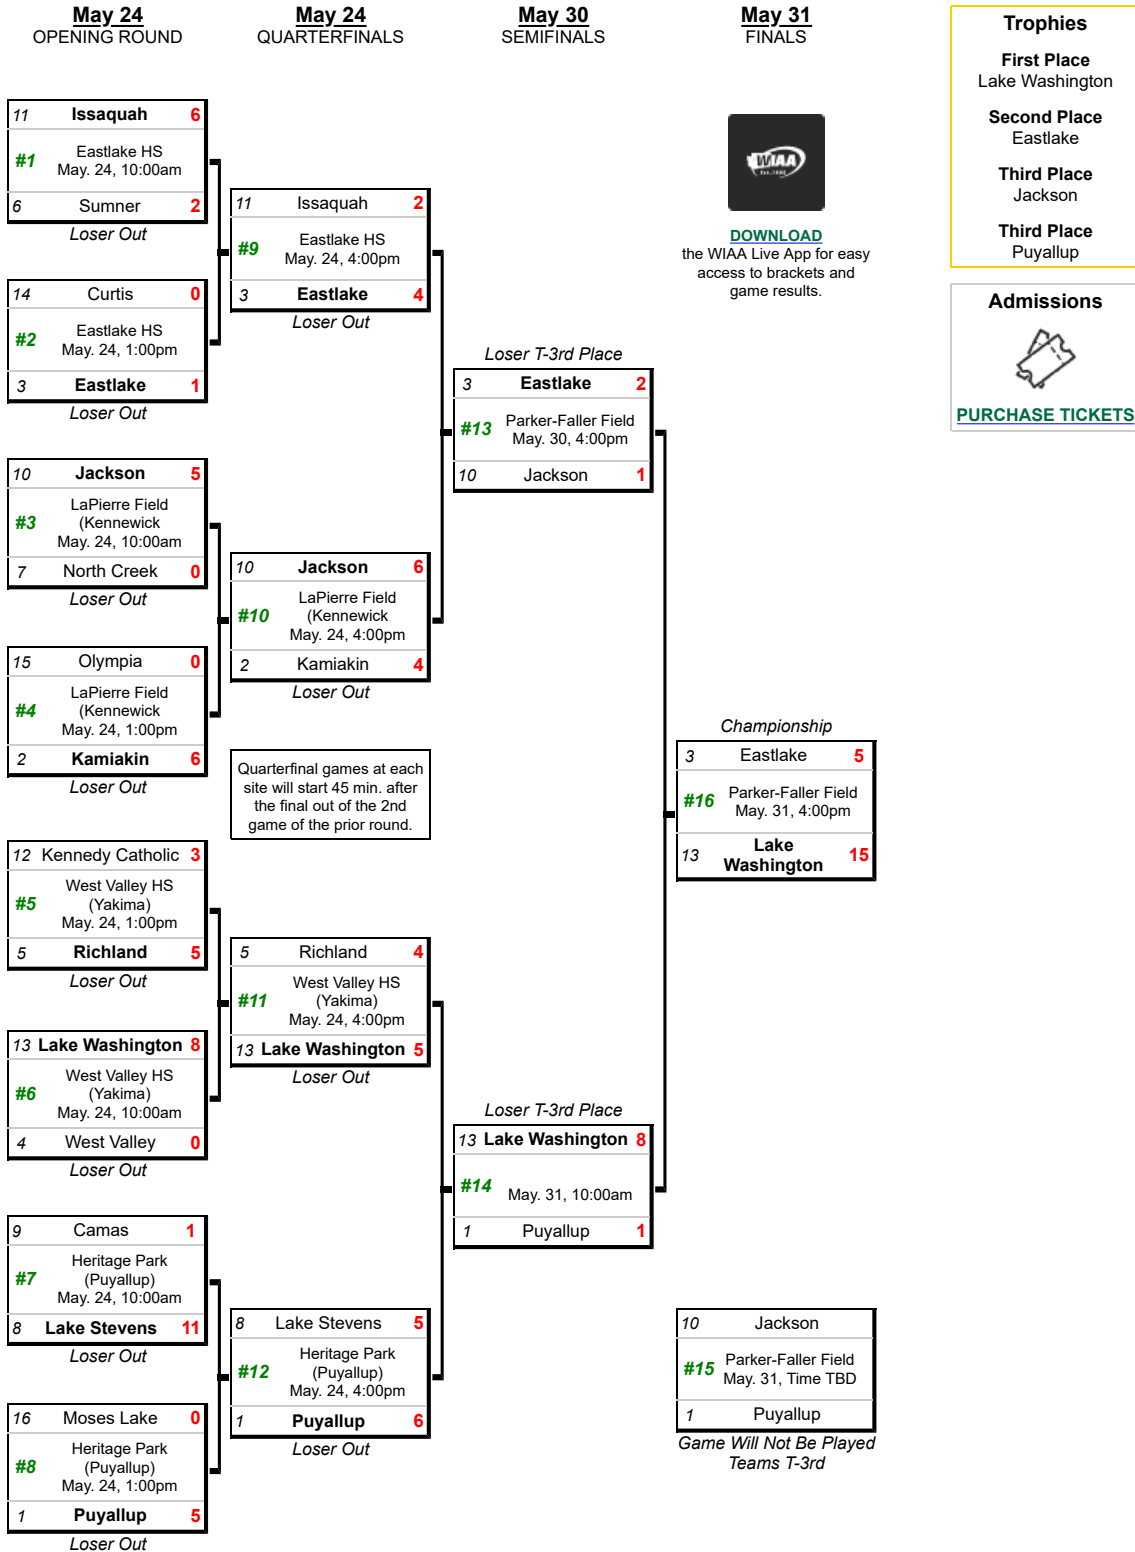 May 24
OPENING ROUND
May 24
QUARTERFINALS
May 30
SEMIFINALS
May 31
FINALS
11 Issaquah 6
#1 Eastlake HS
May. 24, 10:00am
6 Sumner 2
Loser Out
14 Curtis 0
#2 Eastlake HS
May. 24, 1:00pm
3 Eastlake 1
Loser Out
10 Jackson 5
#3 LaPierre Field
(Kennewick
May. 24, 10:00am
7 North Creek 0
Loser Out
15 Olympia 0
#4 LaPierre Field
(Kennewick
May. 24, 1:00pm
2 Kamiakin 6
Loser Out
12 Kennedy Catholic 3
#5 West Valley HS
(Yakima)
May. 24, 1:00pm
5 Richland 5
Loser Out
13 Lake Washington 8
#6 West Valley HS
(Yakima)
May. 24, 10:00am
4 West Valley 0
Loser Out
9 Camas 1
#7 Heritage Park
(Puyallup)
May. 24, 10:00am
8 Lake Stevens 11
Loser Out
16 Moses Lake 0
#8 Heritage Park
(Puyallup)
May. 24, 1:00pm
1 Puyallup 5
Loser Out
11 Issaquah 2
#9 Eastlake HS
May. 24, 4:00pm
3 Eastlake 4
Loser Out
10 Jackson 6
#10 LaPierre Field
(Kennewick
May. 24, 4:00pm
2 Kamiakin 4
Loser Out
Quarterfinal games at each
site will start 45 min. after
the final out of the 2nd
game of the prior round.
5 Richland 4
#11 West Valley HS
(Yakima)
May. 24, 4:00pm
13 Lake Washington 5
Loser Out
8 Lake Stevens 5
#12 Heritage Park
(Puyallup)
May. 24, 4:00pm
1 Puyallup 6
Loser Out
Loser T-3rd Place
3 Eastlake 2
#13 Parker-Faller Field
May. 30, 4:00pm
10 Jackson 1
Loser T-3rd Place
13 Lake Washington 8
#14 May. 31, 10:00am
1 Puyallup 1
WIAA
Est. 1905
DOWNLOAD
the WIAA Live App for easy
access to brackets and
game results.
Championship
3 Eastlake 5
#16 Parker-Faller Field
May. 31, 4:00pm
13 Lake
Washington 15
10 Jackson
#15 Parker-Faller Field
May. 31, Time TBD
1 Puyallup
Game Will Not Be Played
Teams T-3rd
Trophies
First Place
Lake Washington
Second Place
Eastlake
Third Place
Jackson
Third Place
Puyallup
Admissions
PURCHASE TICKETS